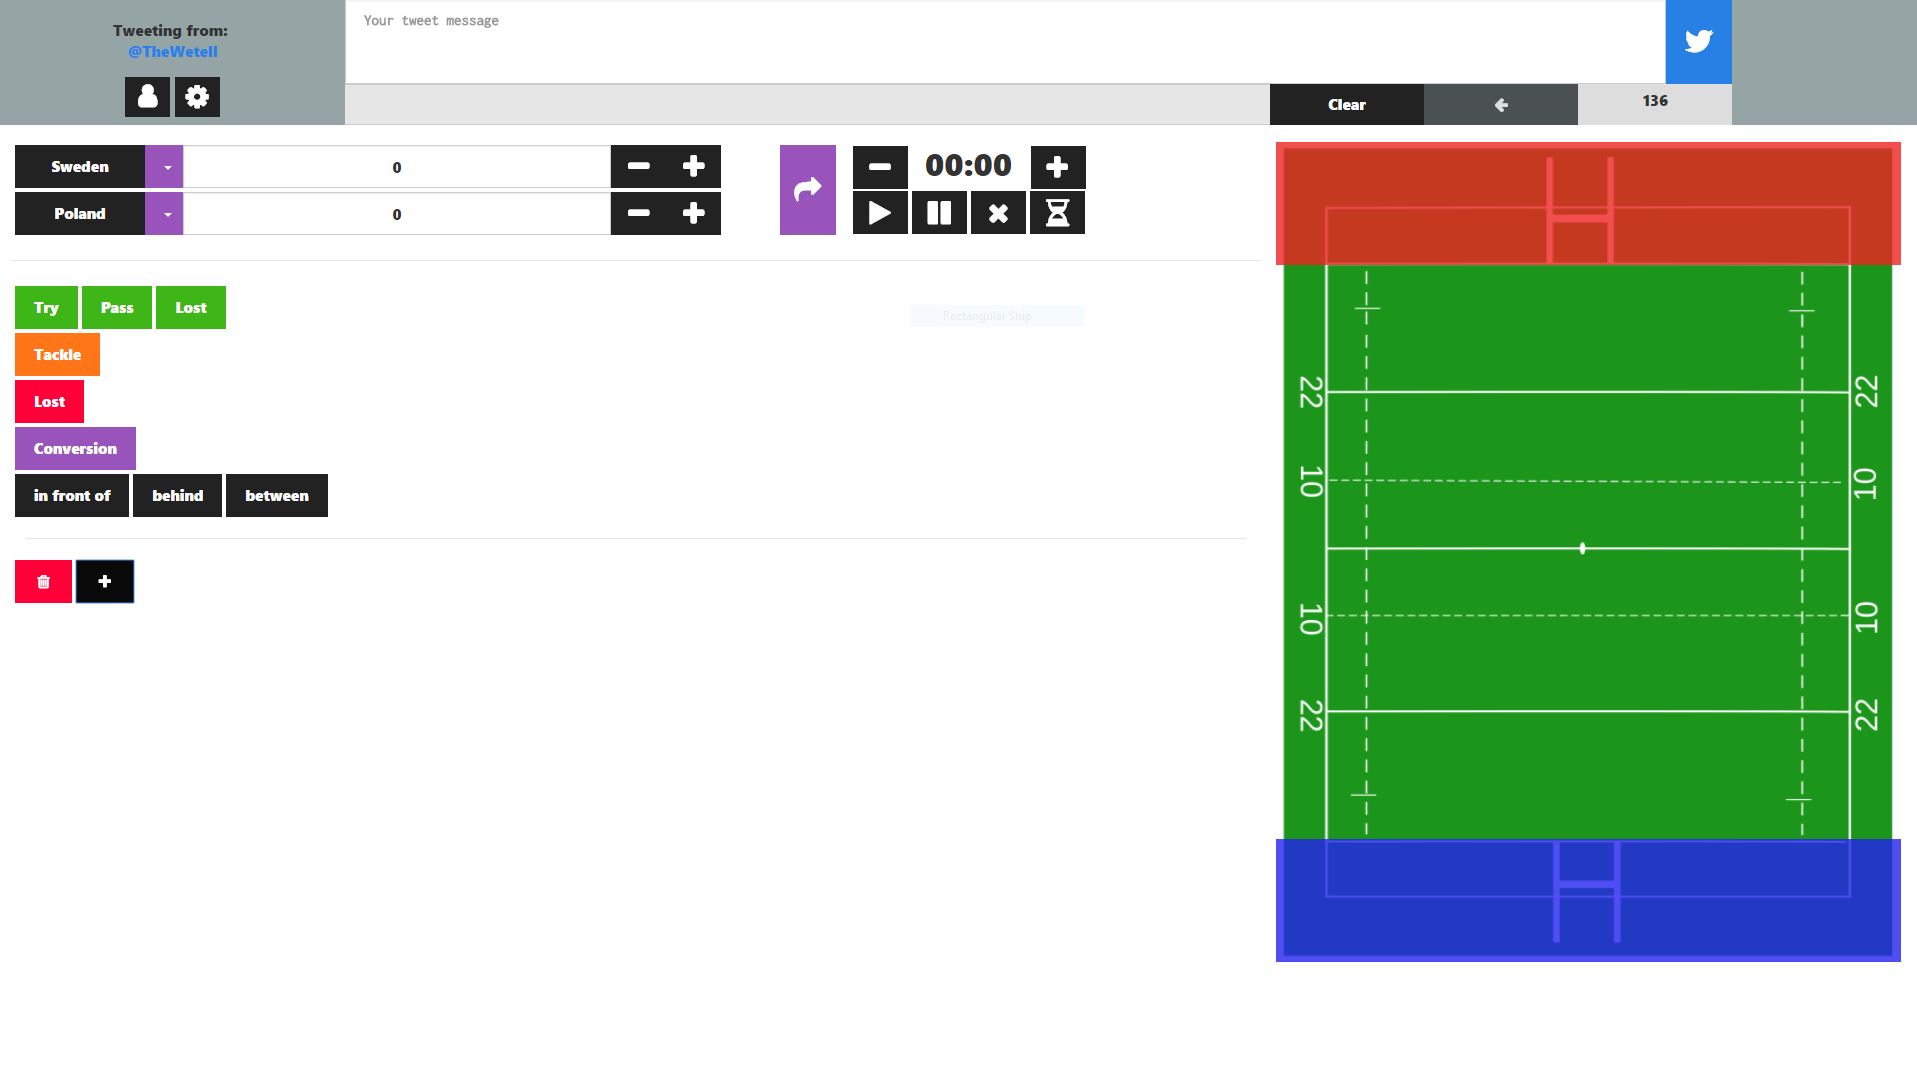 Tweeting from:
@TheWetell
Your tweet message
Clear
136
Sweden
0
Poland
0
00:00
Try
Pass
Lost
Rectangular Snip
Tackle
Lost
Conversion
in front of
behind
between
22
22
10
10
10
10
22
22